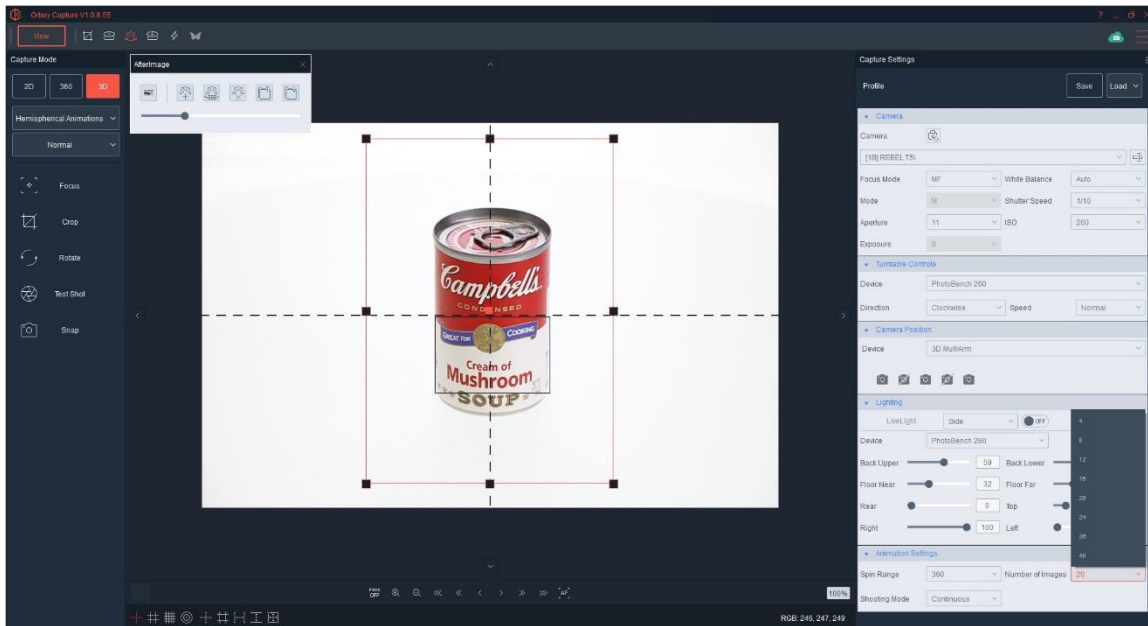 Ortery Capture V1.0.8.55
View
Capture Mode
2D 360 3D
Hemispherical Animations
Normal
Focus
Crop
Rotate
Test Shot
Snap
AfterImage
Campbell's
CONDENSED
GREAT FOR COOKING
Cream of
Mushroom
SOUP
OFF
AF
100%
RGB: 246, 247, 249
Capture Settings
Profile Save Load
Camera
Camera
[1B] REBEL T5i
Focus Mode MF White Balance Auto
Mode M Shutter Speed 1/10
Aperture 11 ISO 200
Exposure 0
Turntable Controls
Device PhotoBench 260
Direction Clockwise Speed Normal
Camera Position
Device 3D MultiArm
Lighting
LiveLight Side OFF
Device PhotoBench 260
Back Upper 59 Back Lower
Floor Near 32 Floor Far
Rear 0 Top
Right 100 Left
4
8
12
16
20
24
36
48
Animation Settings
Spin Range 360 Number of Images 20
Shooting Mode Continuous